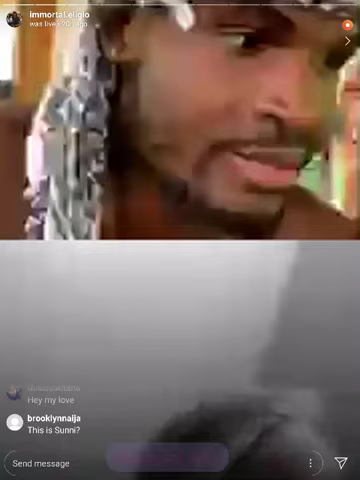 immortal.eligio
was live
Hey my love
brooklynnaija
This is Sunni?
Send message